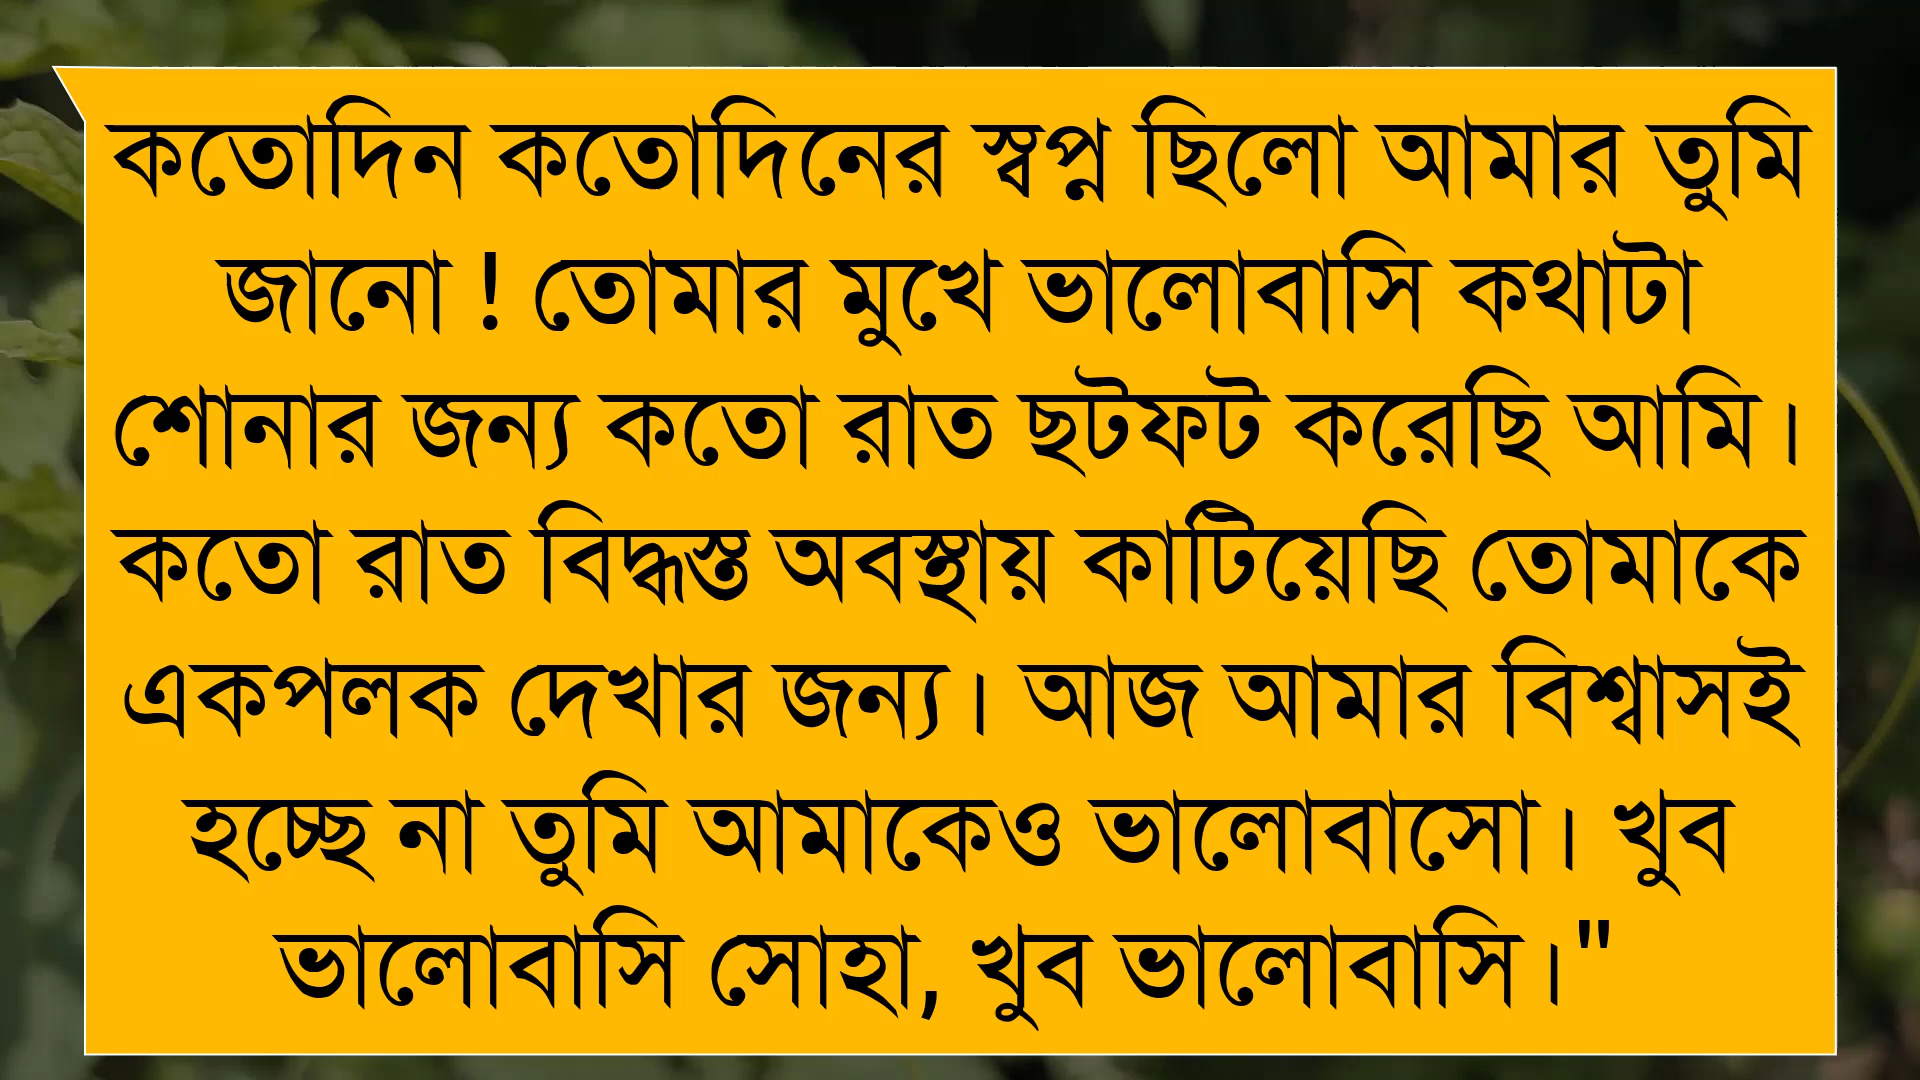 কতোদিন কতোদিনের স্বপ্ন ছিলো আমার তুমি
জানো ! তোমার মুখে ভালোবাসি কথাটা
শোনার জন্য কতো রাত ছটফট করেছি আমি।
কতো রাত বিদ্ধস্ত অবস্থায় কাটিয়েছি তোমাকে
একপলক দেখার জন্য। আজ আমার বিশ্বাসই
হচ্ছে না তুমি আমাকেও ভালোবাসো। খুব
ভালোবাসি সোহা, খুব ভালোবাসি।"